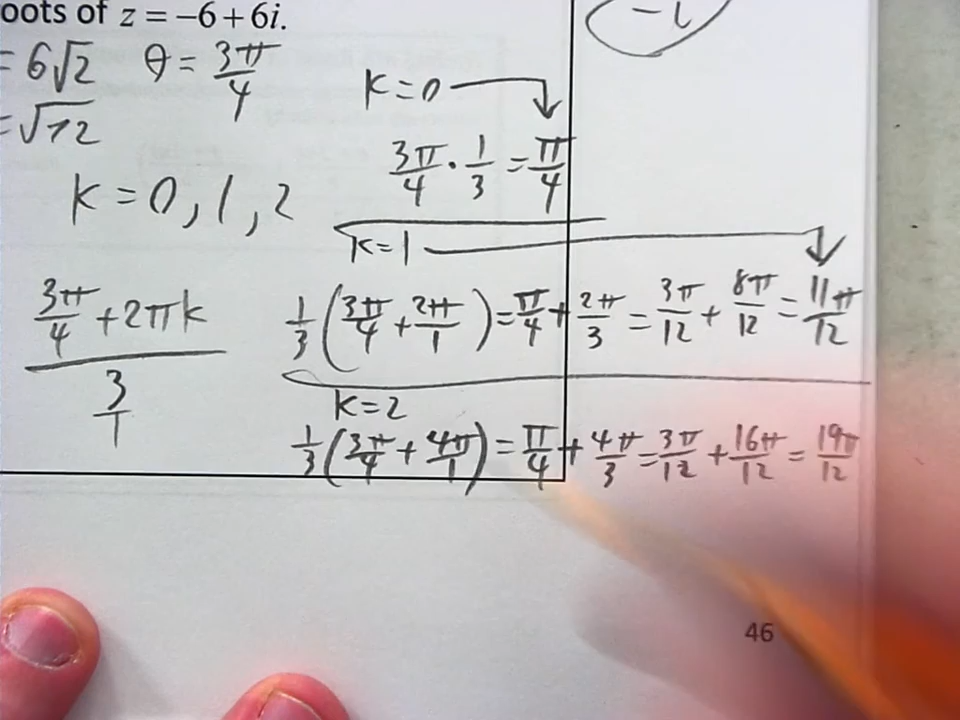 oots of z = −6 + 6i.
−i
= 6√2 θ = 3π/4
= √72
K = 0
3π/4 · 1/3 = π/4
K = 0, 1, 2
K = 1
(3π/4 + 2πk)/(3/1)
1/3 (3π/4 + 2π/1) = π/4 + 2π/3 = 3π/12 + 8π/12 = 11π/12
K = 2
1/3 (3π/4 + 4π/1) = π/4 + 4π/3 = 3π/12 + 16π/12 = 19π/12
46